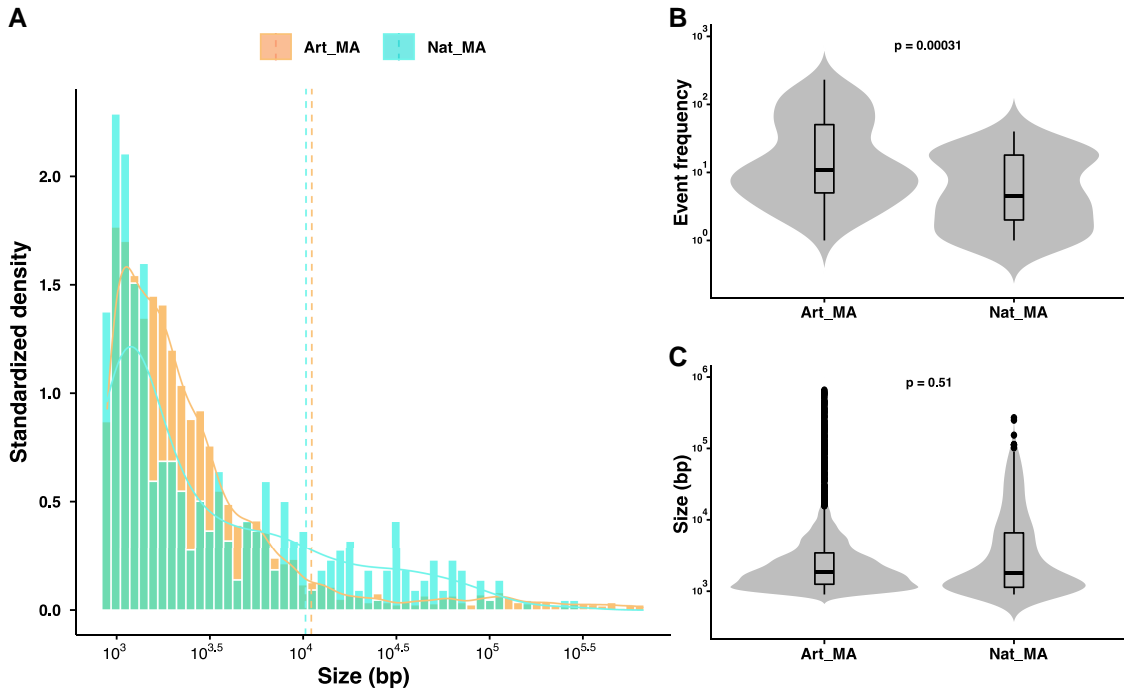 A
Art_MA Nat_MA
Standardized density
2.0
1.5
1.0
0.5
0.0
10^3 10^3.5 10^4 10^4.5 10^5 10^5.5
Size (bp)
B
p = 0.00031
Event frequency
10^3
10^2
10^1
10^0
Art_MA Nat_MA
C
p = 0.51
Size (bp)
10^6
10^5
10^4
10^3
Art_MA Nat_MA